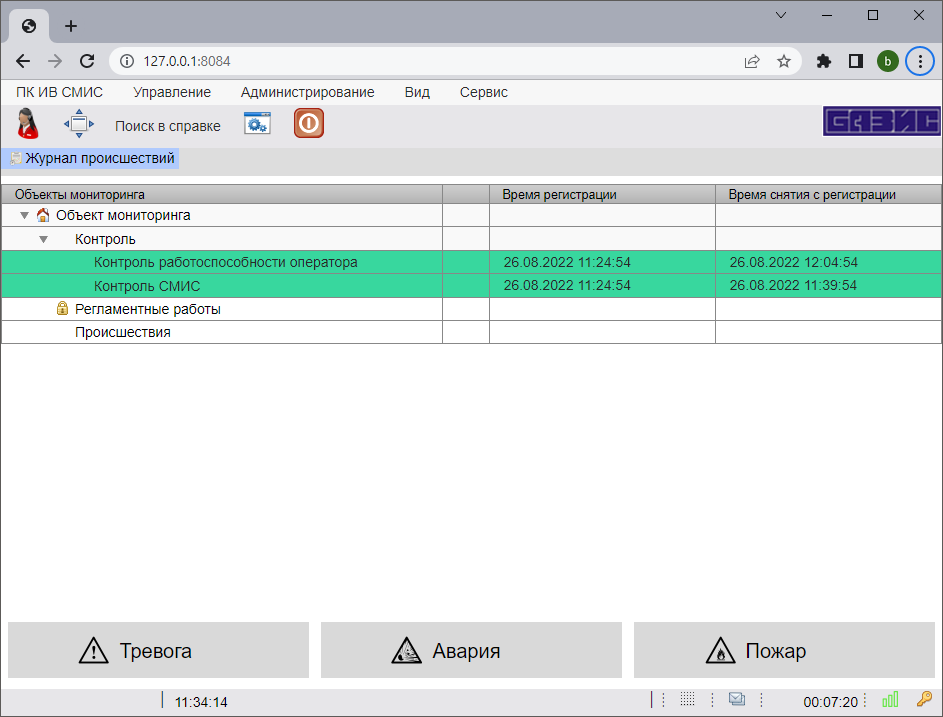 127.0.0.1:8084
b
ПК ИВ СМИС Управление Администрирование Вид Сервис
Поиск в справке
БАЗИС
Журнал происшествий
Объекты мониторинга Время регистрации Время снятия с регистрации
Объект мониторинга
Контроль
Контроль работоспособности оператора 26.08.2022 11:24:54 26.08.2022 12:04:54
Контроль СМИС 26.08.2022 11:24:54 26.08.2022 11:39:54
Регламентные работы
Происшествия
Тревога Авария Пожар
11:34:14 00:07:20